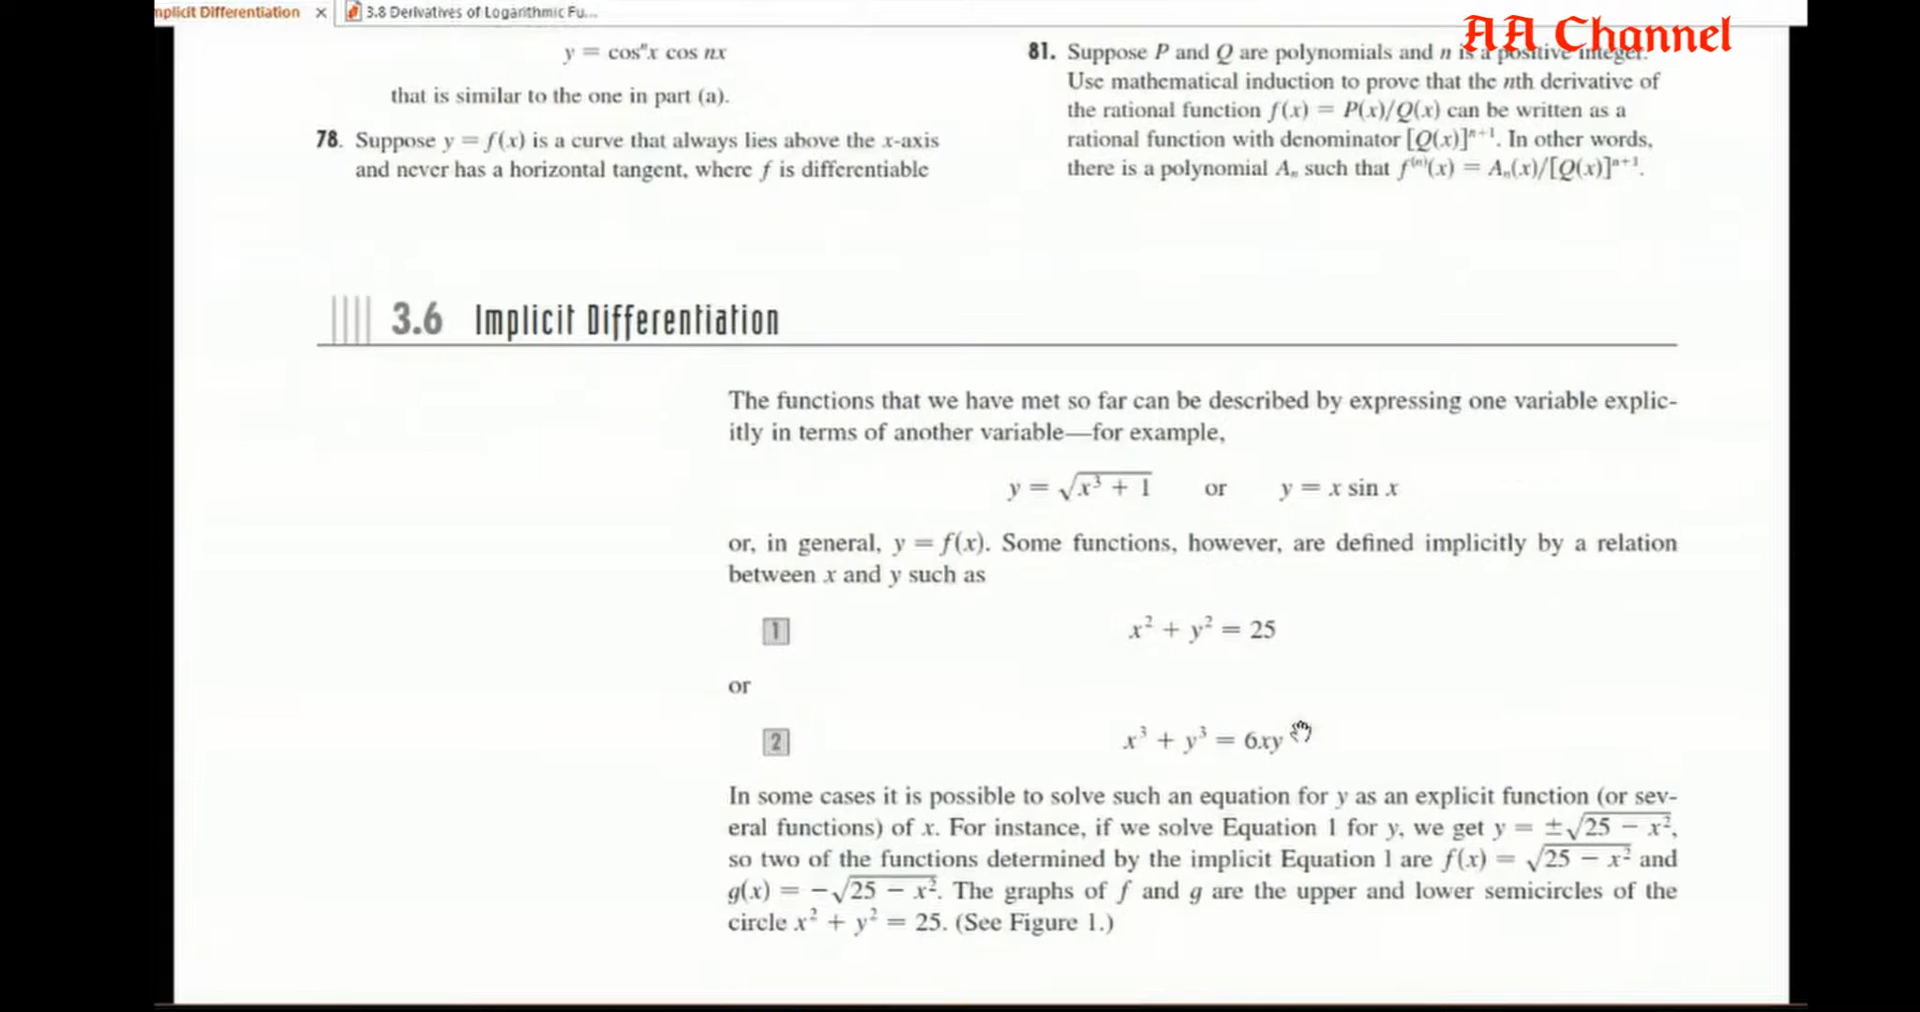 nplicit Differentiation × 3.8 Derivatives of Logarithmic Fu...
AA Channel
y = cosⁿx cos nx
that is similar to the one in part (a).
78. Suppose y = f(x) is a curve that always lies above the x-axis
and never has a horizontal tangent, where f is differentiable
81. Suppose P and Q are polynomials and n is a positive integer.
Use mathematical induction to prove that the nth derivative of
the rational function f(x) = P(x)/Q(x) can be written as a
rational function with denominator [Q(x)]ⁿ⁺¹. In other words,
there is a polynomial Aₙ such that f⁽ⁿ⁾(x) = Aₙ(x)/[Q(x)]ⁿ⁺¹.
3.6 Implicit Differentiation
The functions that we have met so far can be described by expressing one variable explic-
itly in terms of another variable—for example,
y = √(x³ + 1) or y = x sin x
or, in general, y = f(x). Some functions, however, are defined implicitly by a relation
between x and y such as
1 x² + y² = 25
or
2 x³ + y³ = 6xy
In some cases it is possible to solve such an equation for y as an explicit function (or sev-
eral functions) of x. For instance, if we solve Equation 1 for y, we get y = ±√(25 − x²),
so two of the functions determined by the implicit Equation 1 are f(x) = √(25 − x²) and
g(x) = −√(25 − x²). The graphs of f and g are the upper and lower semicircles of the
circle x² + y² = 25. (See Figure 1.)